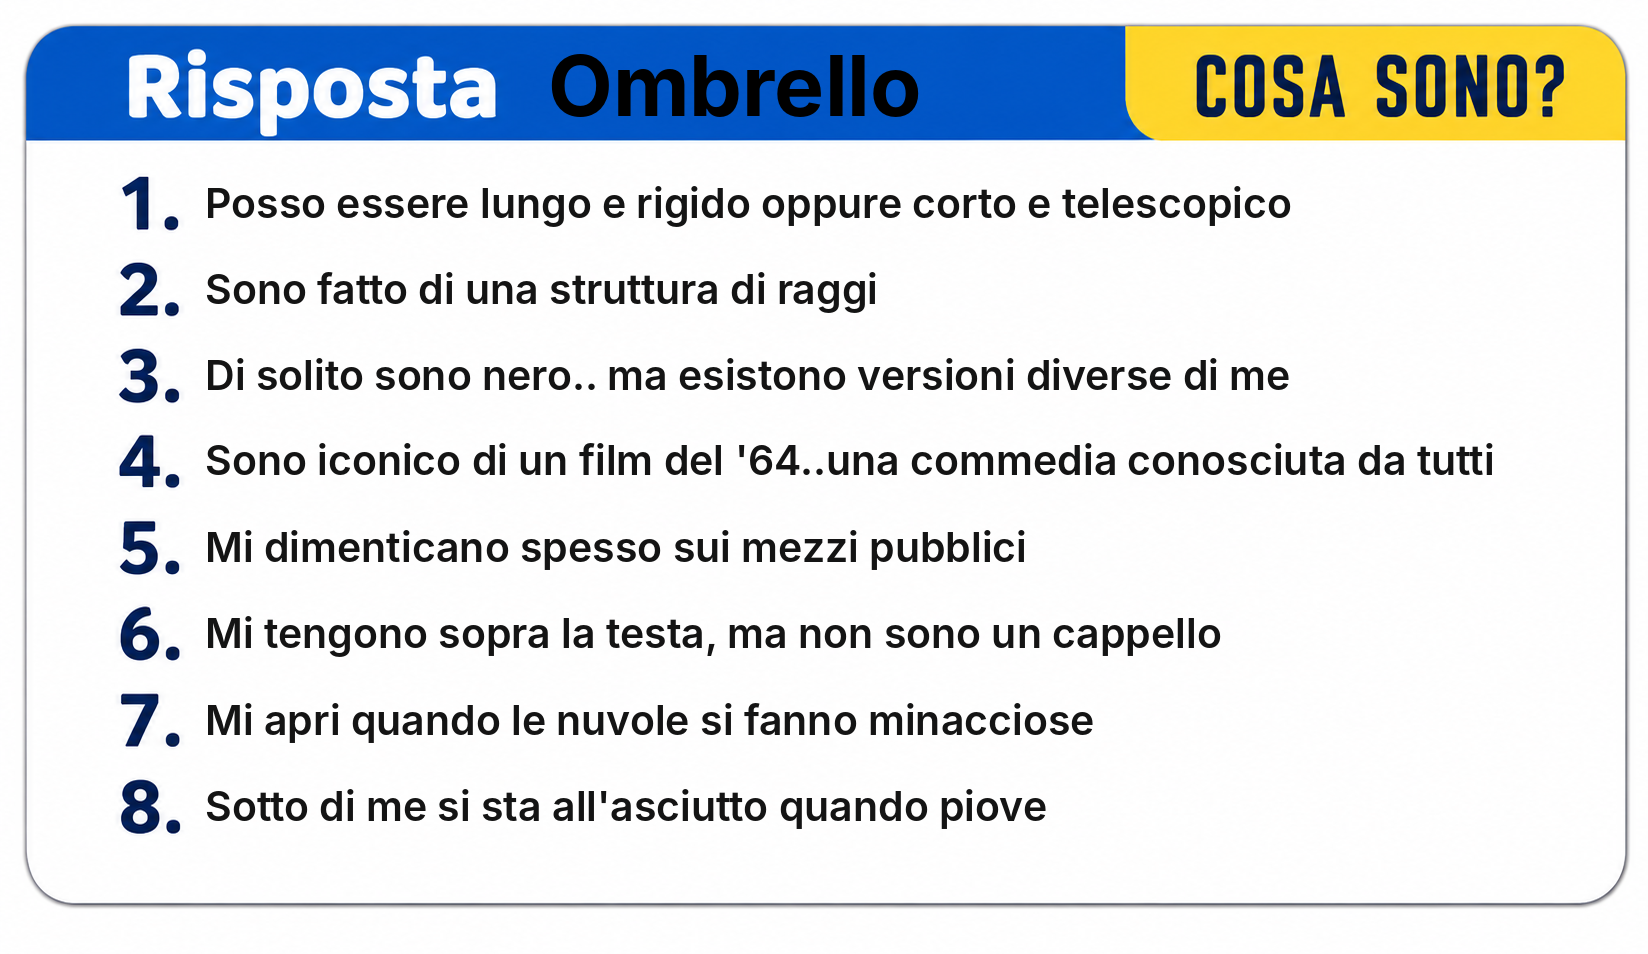 Risposta Ombrello COSA SONO?
1. Posso essere lungo e rigido oppure corto e telescopico
2. Sono fatto di una struttura di raggi
3. Di solito sono nero.. ma esistono versioni diverse di me
4. Sono iconico di un film del '64..una commedia conosciuta da tutti
5. Mi dimenticano spesso sui mezzi pubblici
6. Mi tengono sopra la testa, ma non sono un cappello
7. Mi apri quando le nuvole si fanno minacciose
8. Sotto di me si sta all'asciutto quando piove